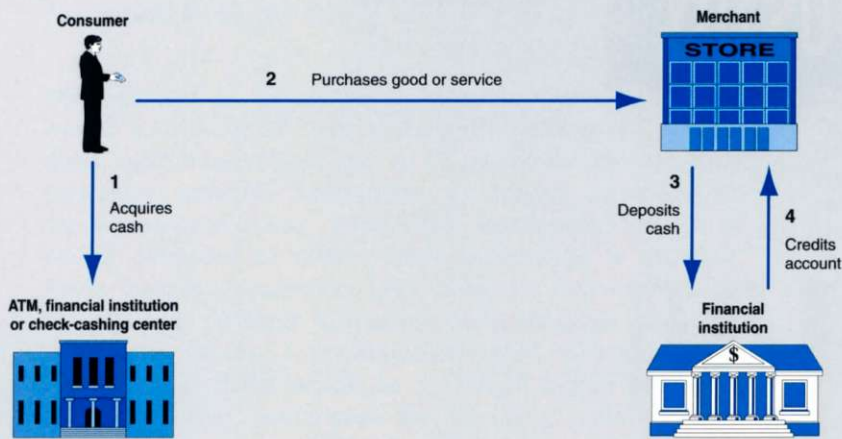 Consumer
Merchant
STORE
2 Purchases good or service
1
Acquires
cash
3
Deposits
cash
4
Credits
account
ATM, financial institution
or check-cashing center
Financial
institution
$